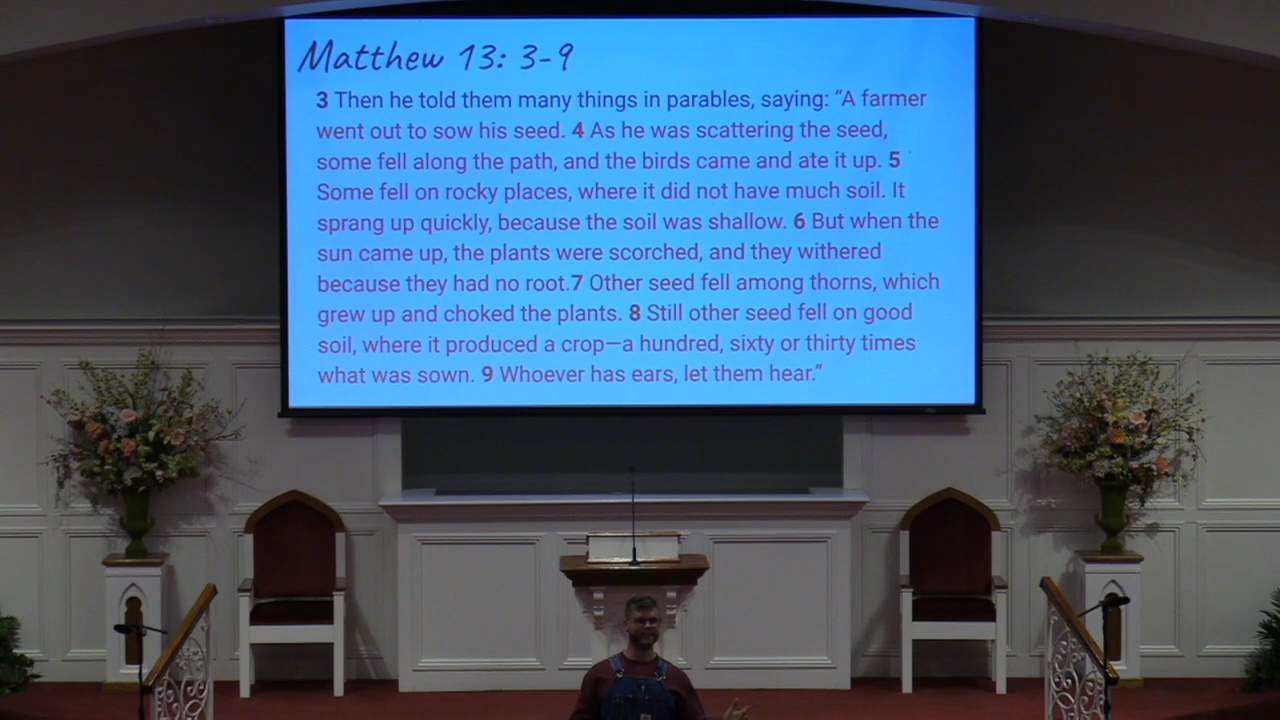 Matthew 13: 3-9
3 Then he told them many things in parables, saying: “A farmer
went out to sow his seed. 4 As he was scattering the seed,
some fell along the path, and the birds came and ate it up. 5
Some fell on rocky places, where it did not have much soil. It
sprang up quickly, because the soil was shallow. 6 But when the
sun came up, the plants were scorched, and they withered
because they had no root.7 Other seed fell among thorns, which
grew up and choked the plants. 8 Still other seed fell on good
soil, where it produced a crop—a hundred, sixty or thirty times
what was sown. 9 Whoever has ears, let them hear.”